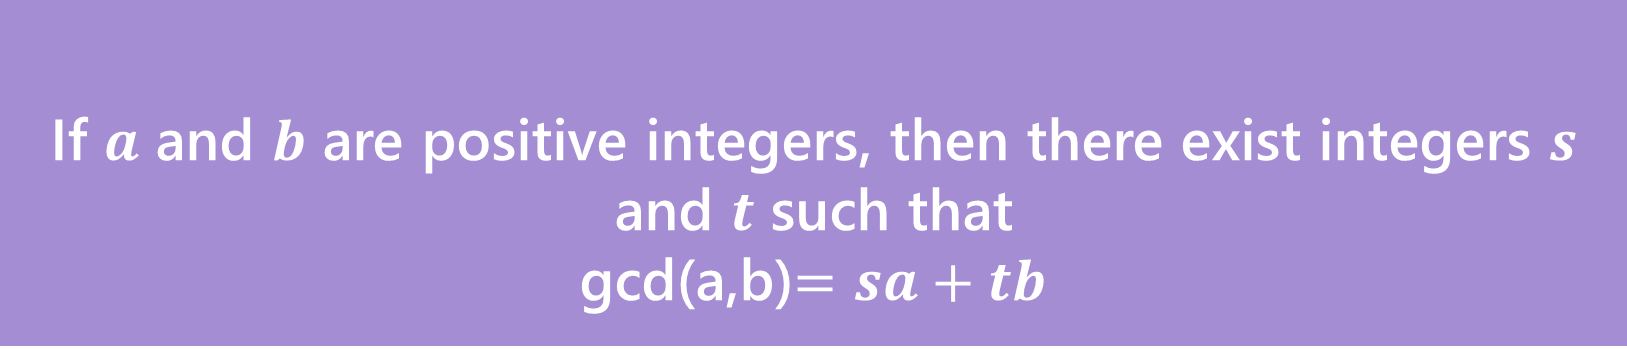 If a and b are positive integers, then there exist integers s
and t such that
gcd(a,b)= sa + tb